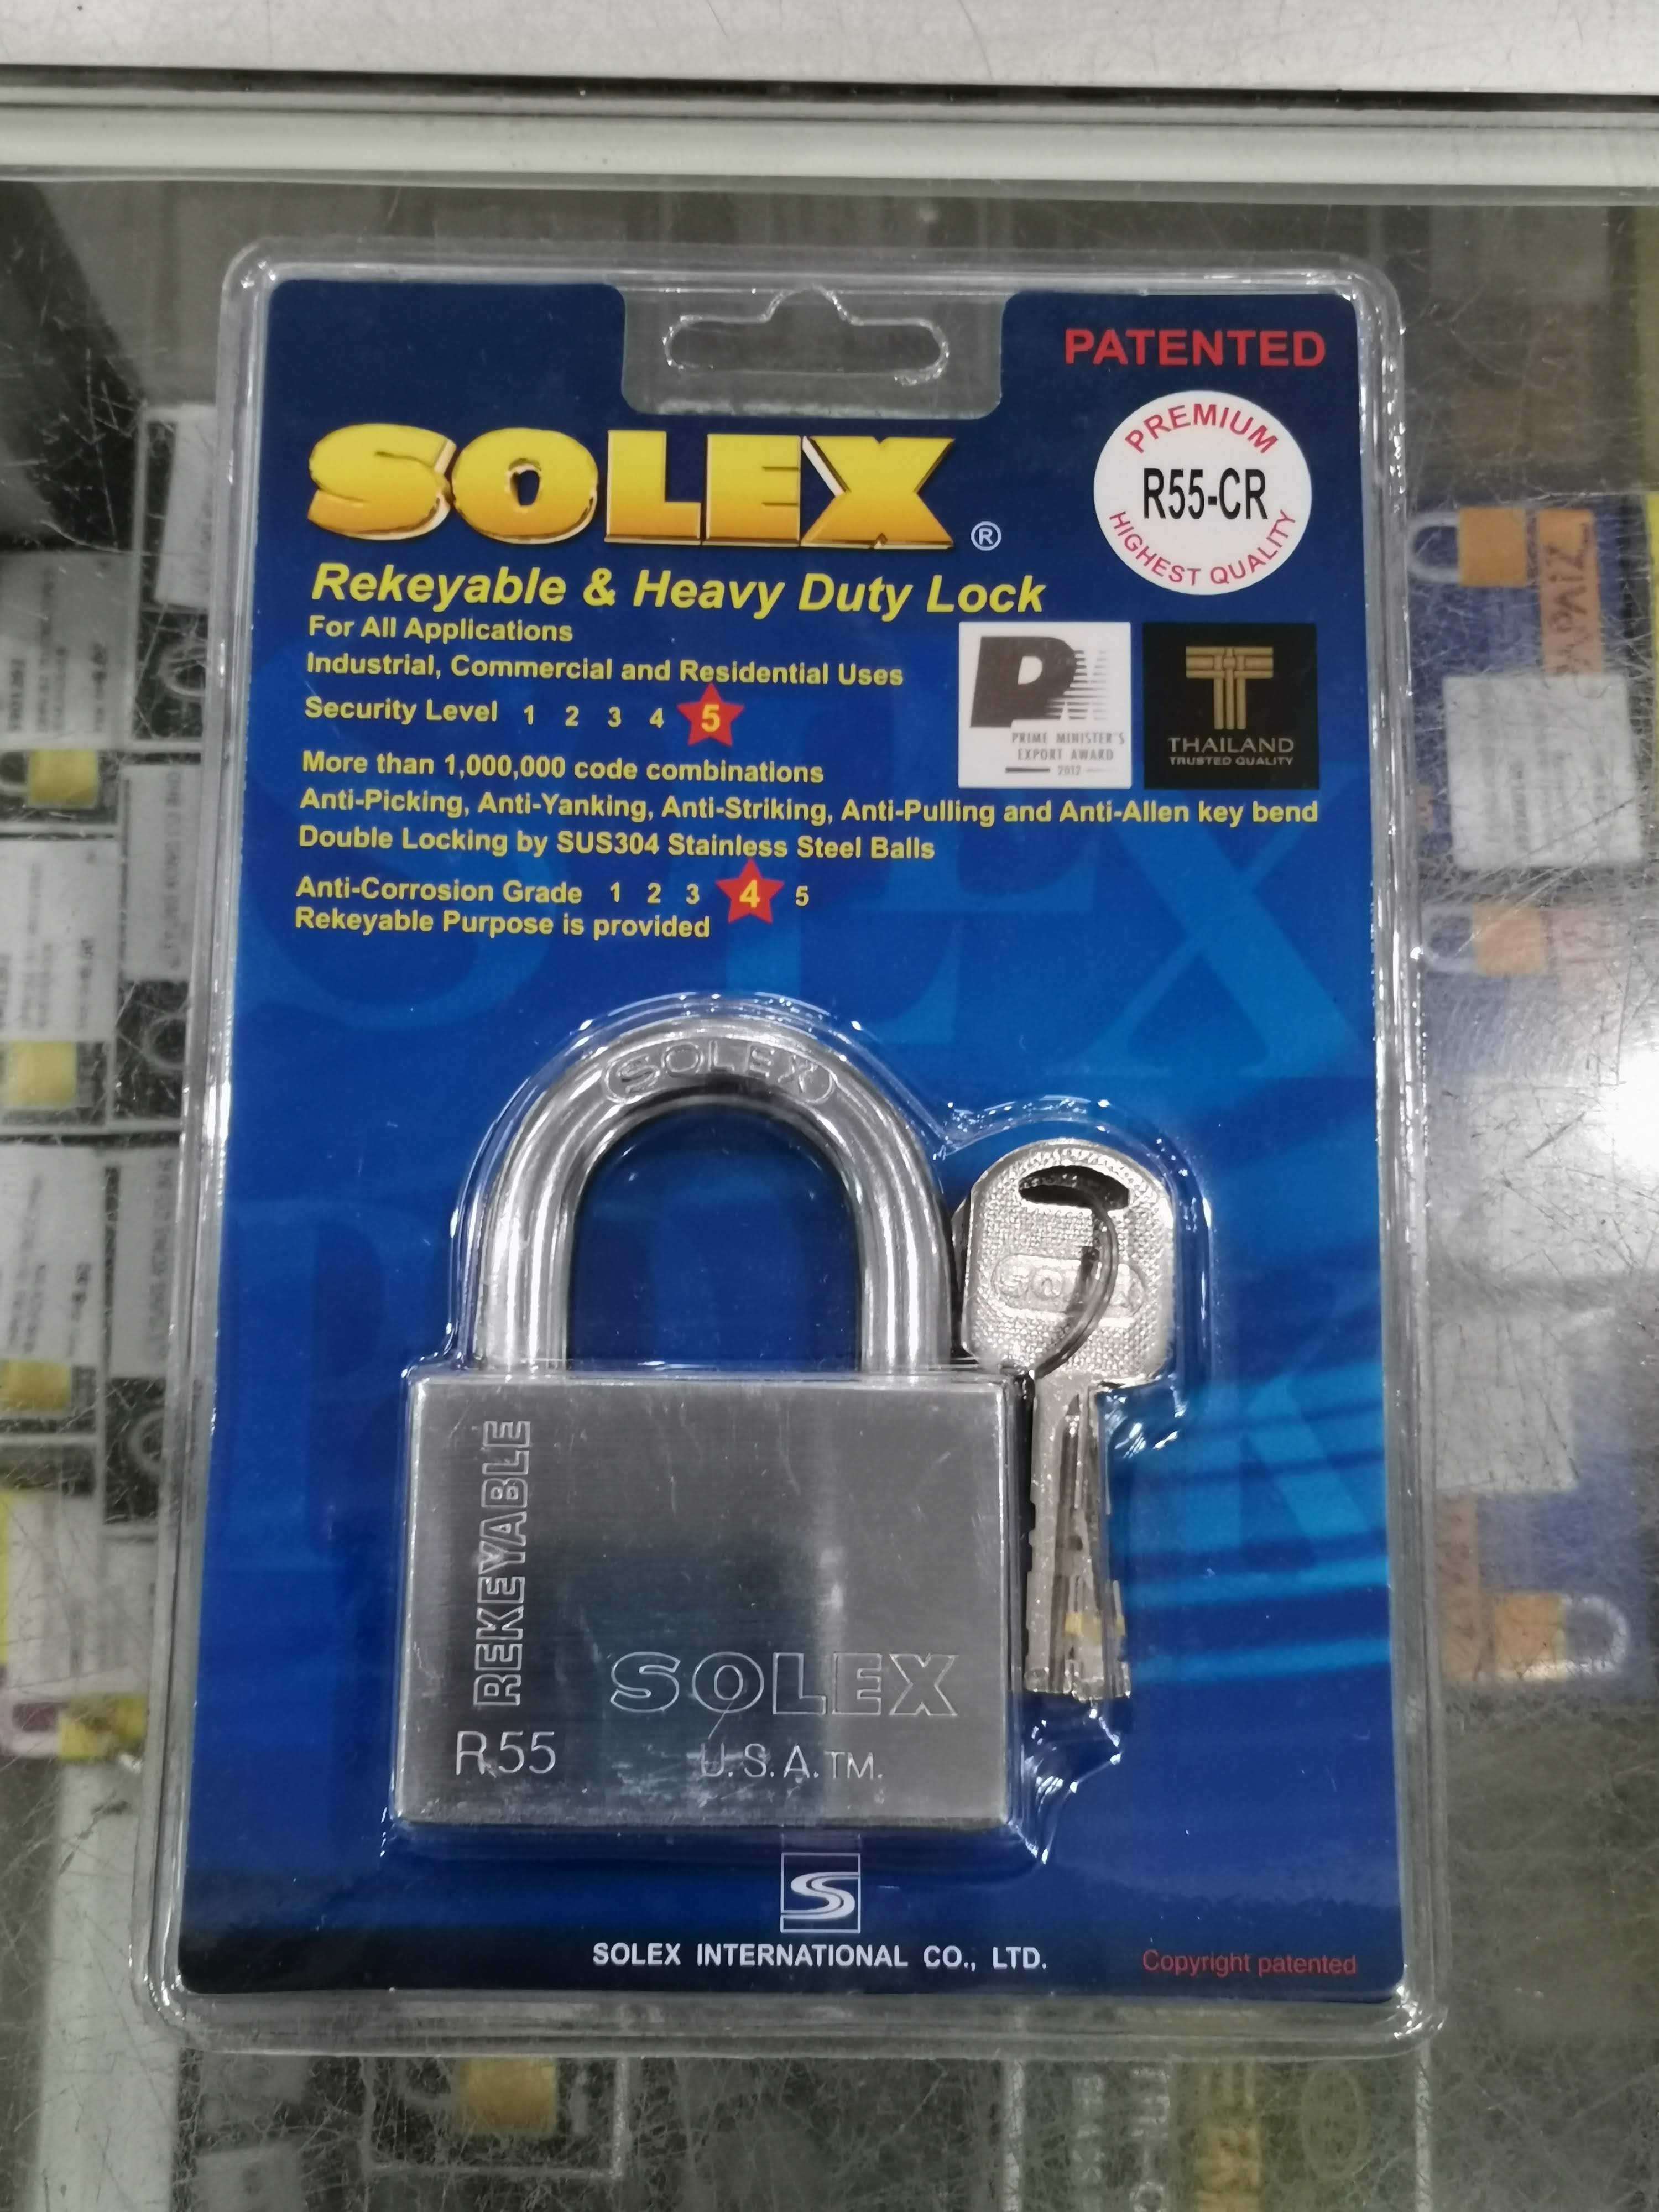 PATENTED
PREMIUM
R55-CR
HIGHEST QUALITY
SOLEX ®
Rekeyable & Heavy Duty Lock
For All Applications
Industrial, Commercial and Residential Uses
Security Level 1 2 3 4 5
PRIME MINISTER'S
EXPORT AWARD
2012
THAILAND
TRUSTED QUALITY
More than 1,000,000 code combinations
Anti-Picking, Anti-Yanking, Anti-Striking, Anti-Pulling and Anti-Allen key bend
Double Locking by SUS304 Stainless Steel Balls
Anti-Corrosion Grade 1 2 3 4 5
Rekeyable Purpose is provided
SOLEX
SOLEX
REKEYABLE
SOLEX
R55
U.S.A.TM.
SOLEX INTERNATIONAL CO., LTD.
Copyright patented